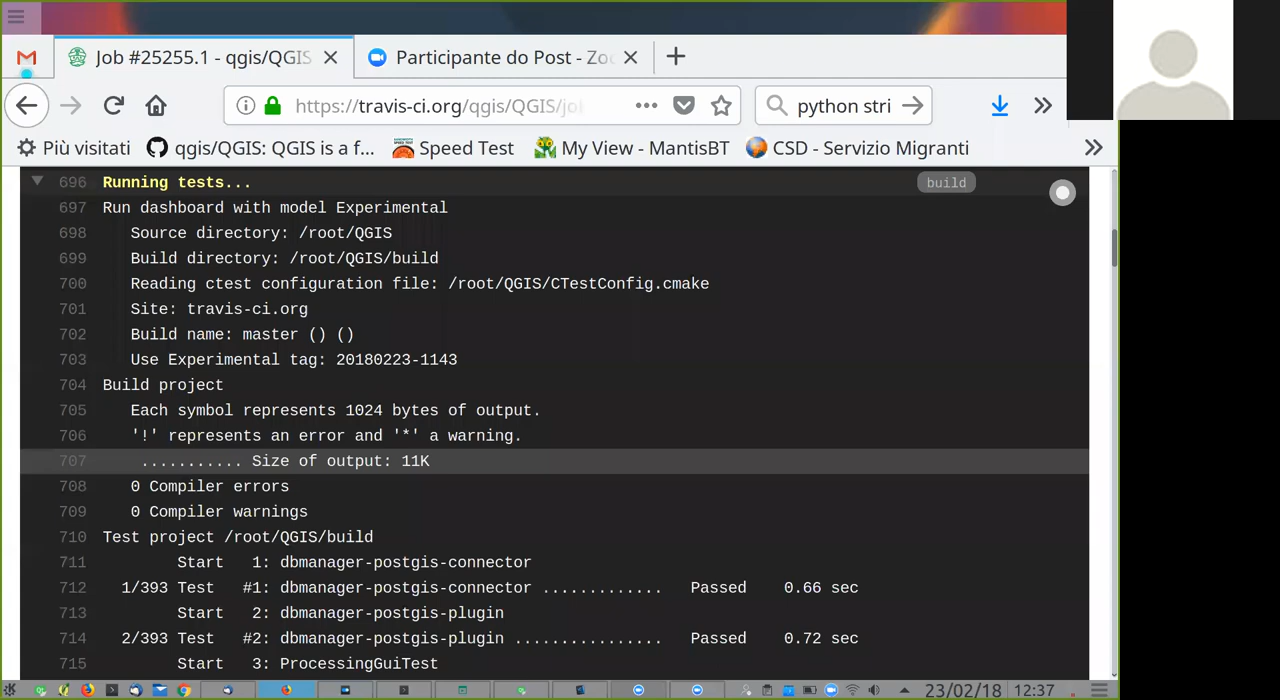 Job #25255.1 - qgis/QGIS
Participante do Post - Zoo
https://travis-ci.org/qgis/QGIS/jo
python stri
Più visitati
qgis/QGIS: QGIS is a f...
Speed Test
My View - MantisBT
CSD - Servizio Migranti
696 Running tests... build
697 Run dashboard with model Experimental
698 Source directory: /root/QGIS
699 Build directory: /root/QGIS/build
700 Reading ctest configuration file: /root/QGIS/CTestConfig.cmake
701 Site: travis-ci.org
702 Build name: master () ()
703 Use Experimental tag: 20180223-1143
704 Build project
705 Each symbol represents 1024 bytes of output.
706 '!' represents an error and '*' a warning.
707 ........... Size of output: 11K
708 0 Compiler errors
709 0 Compiler warnings
710 Test project /root/QGIS/build
711 Start 1: dbmanager-postgis-connector
712 1/393 Test #1: dbmanager-postgis-connector ............. Passed 0.66 sec
713 Start 2: dbmanager-postgis-plugin
714 2/393 Test #2: dbmanager-postgis-plugin ................ Passed 0.72 sec
715 Start 3: ProcessingGuiTest
23/02/18 12:37